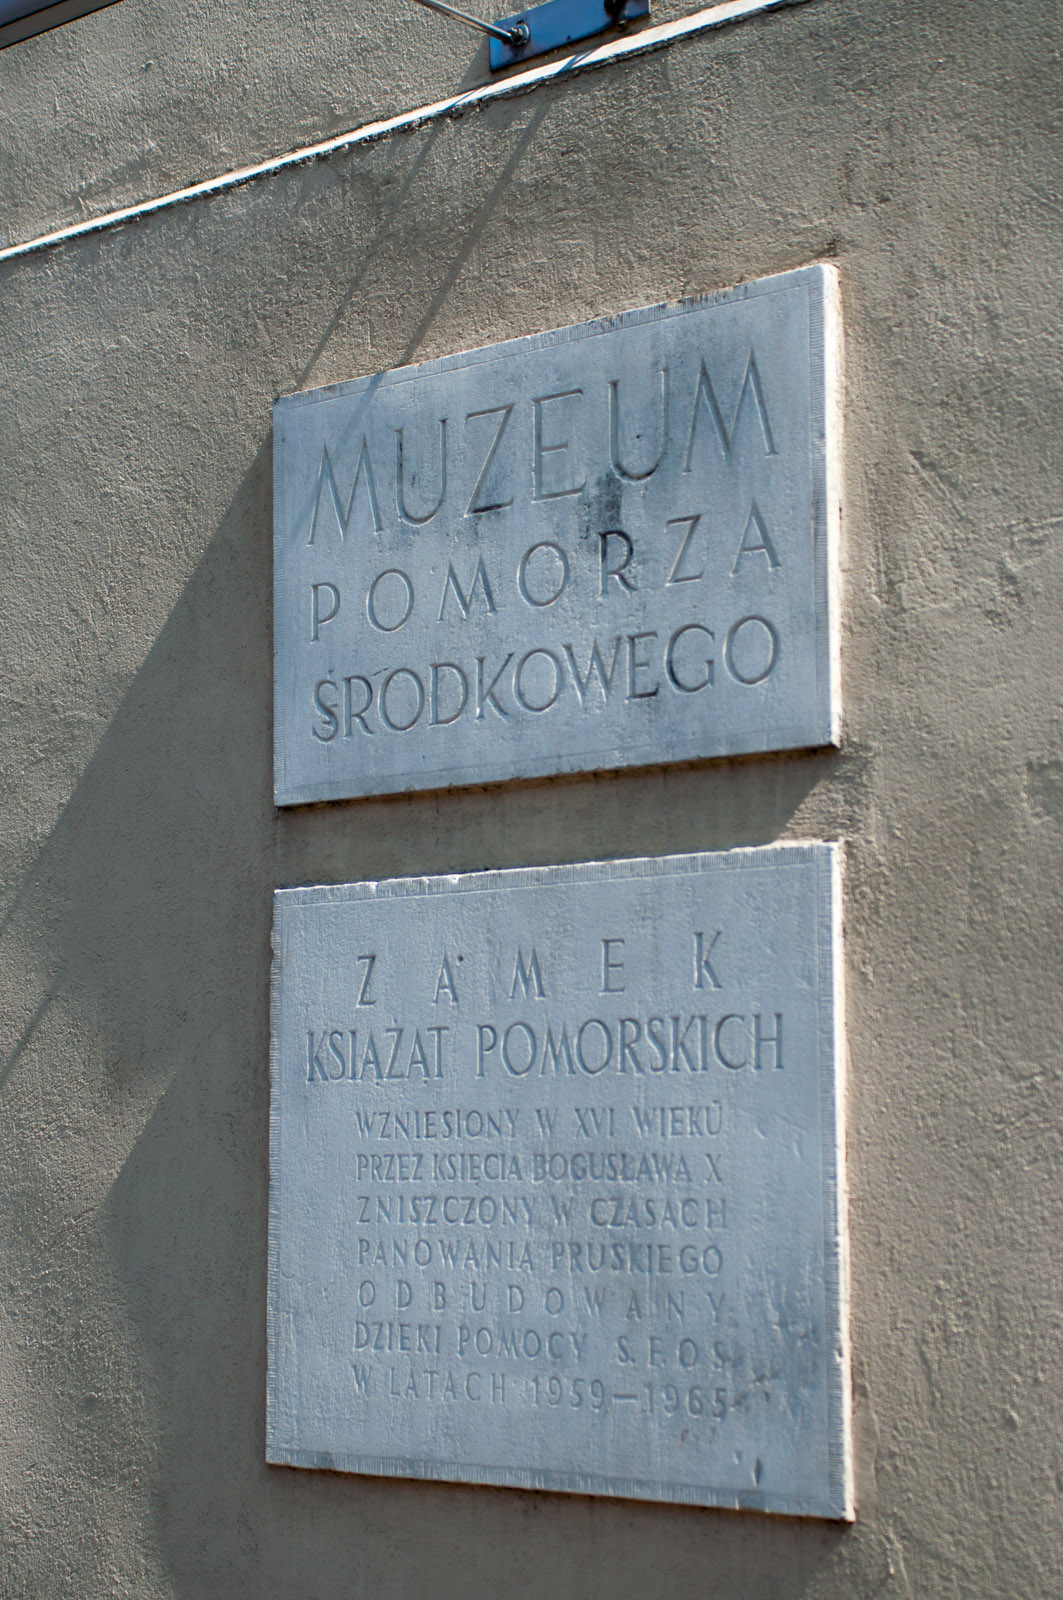 MUZEUM
POMORZA
ŚRODKOWEGO
ZAMEK
KSIĄŻĄT POMORSKICH
WZNIESIONY W XVI WIEKU
PRZEZ KSIĘCIA BOGUSŁAWA X
ZNISZCZONY W CZASACH
PANOWANIA PRUSKIEGO
ODBUDOWANY
DZIEKI POMOCY S.F.O.S.
W LATACH 1959–1965